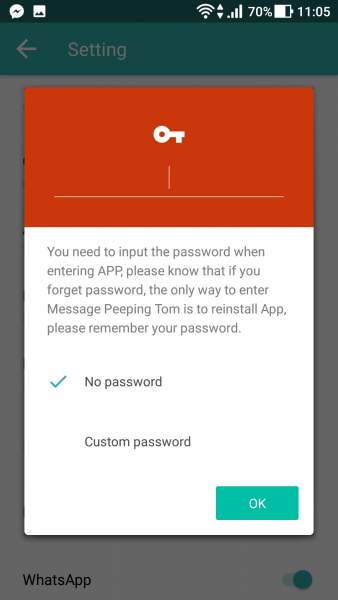 70% 11:05
Setting
You need to input the password when
entering APP, please know that if you
forget password, the only way to enter
Message Peeping Tom is to reinstall App,
please remember your password.
No password
Custom password
OK
WhatsApp